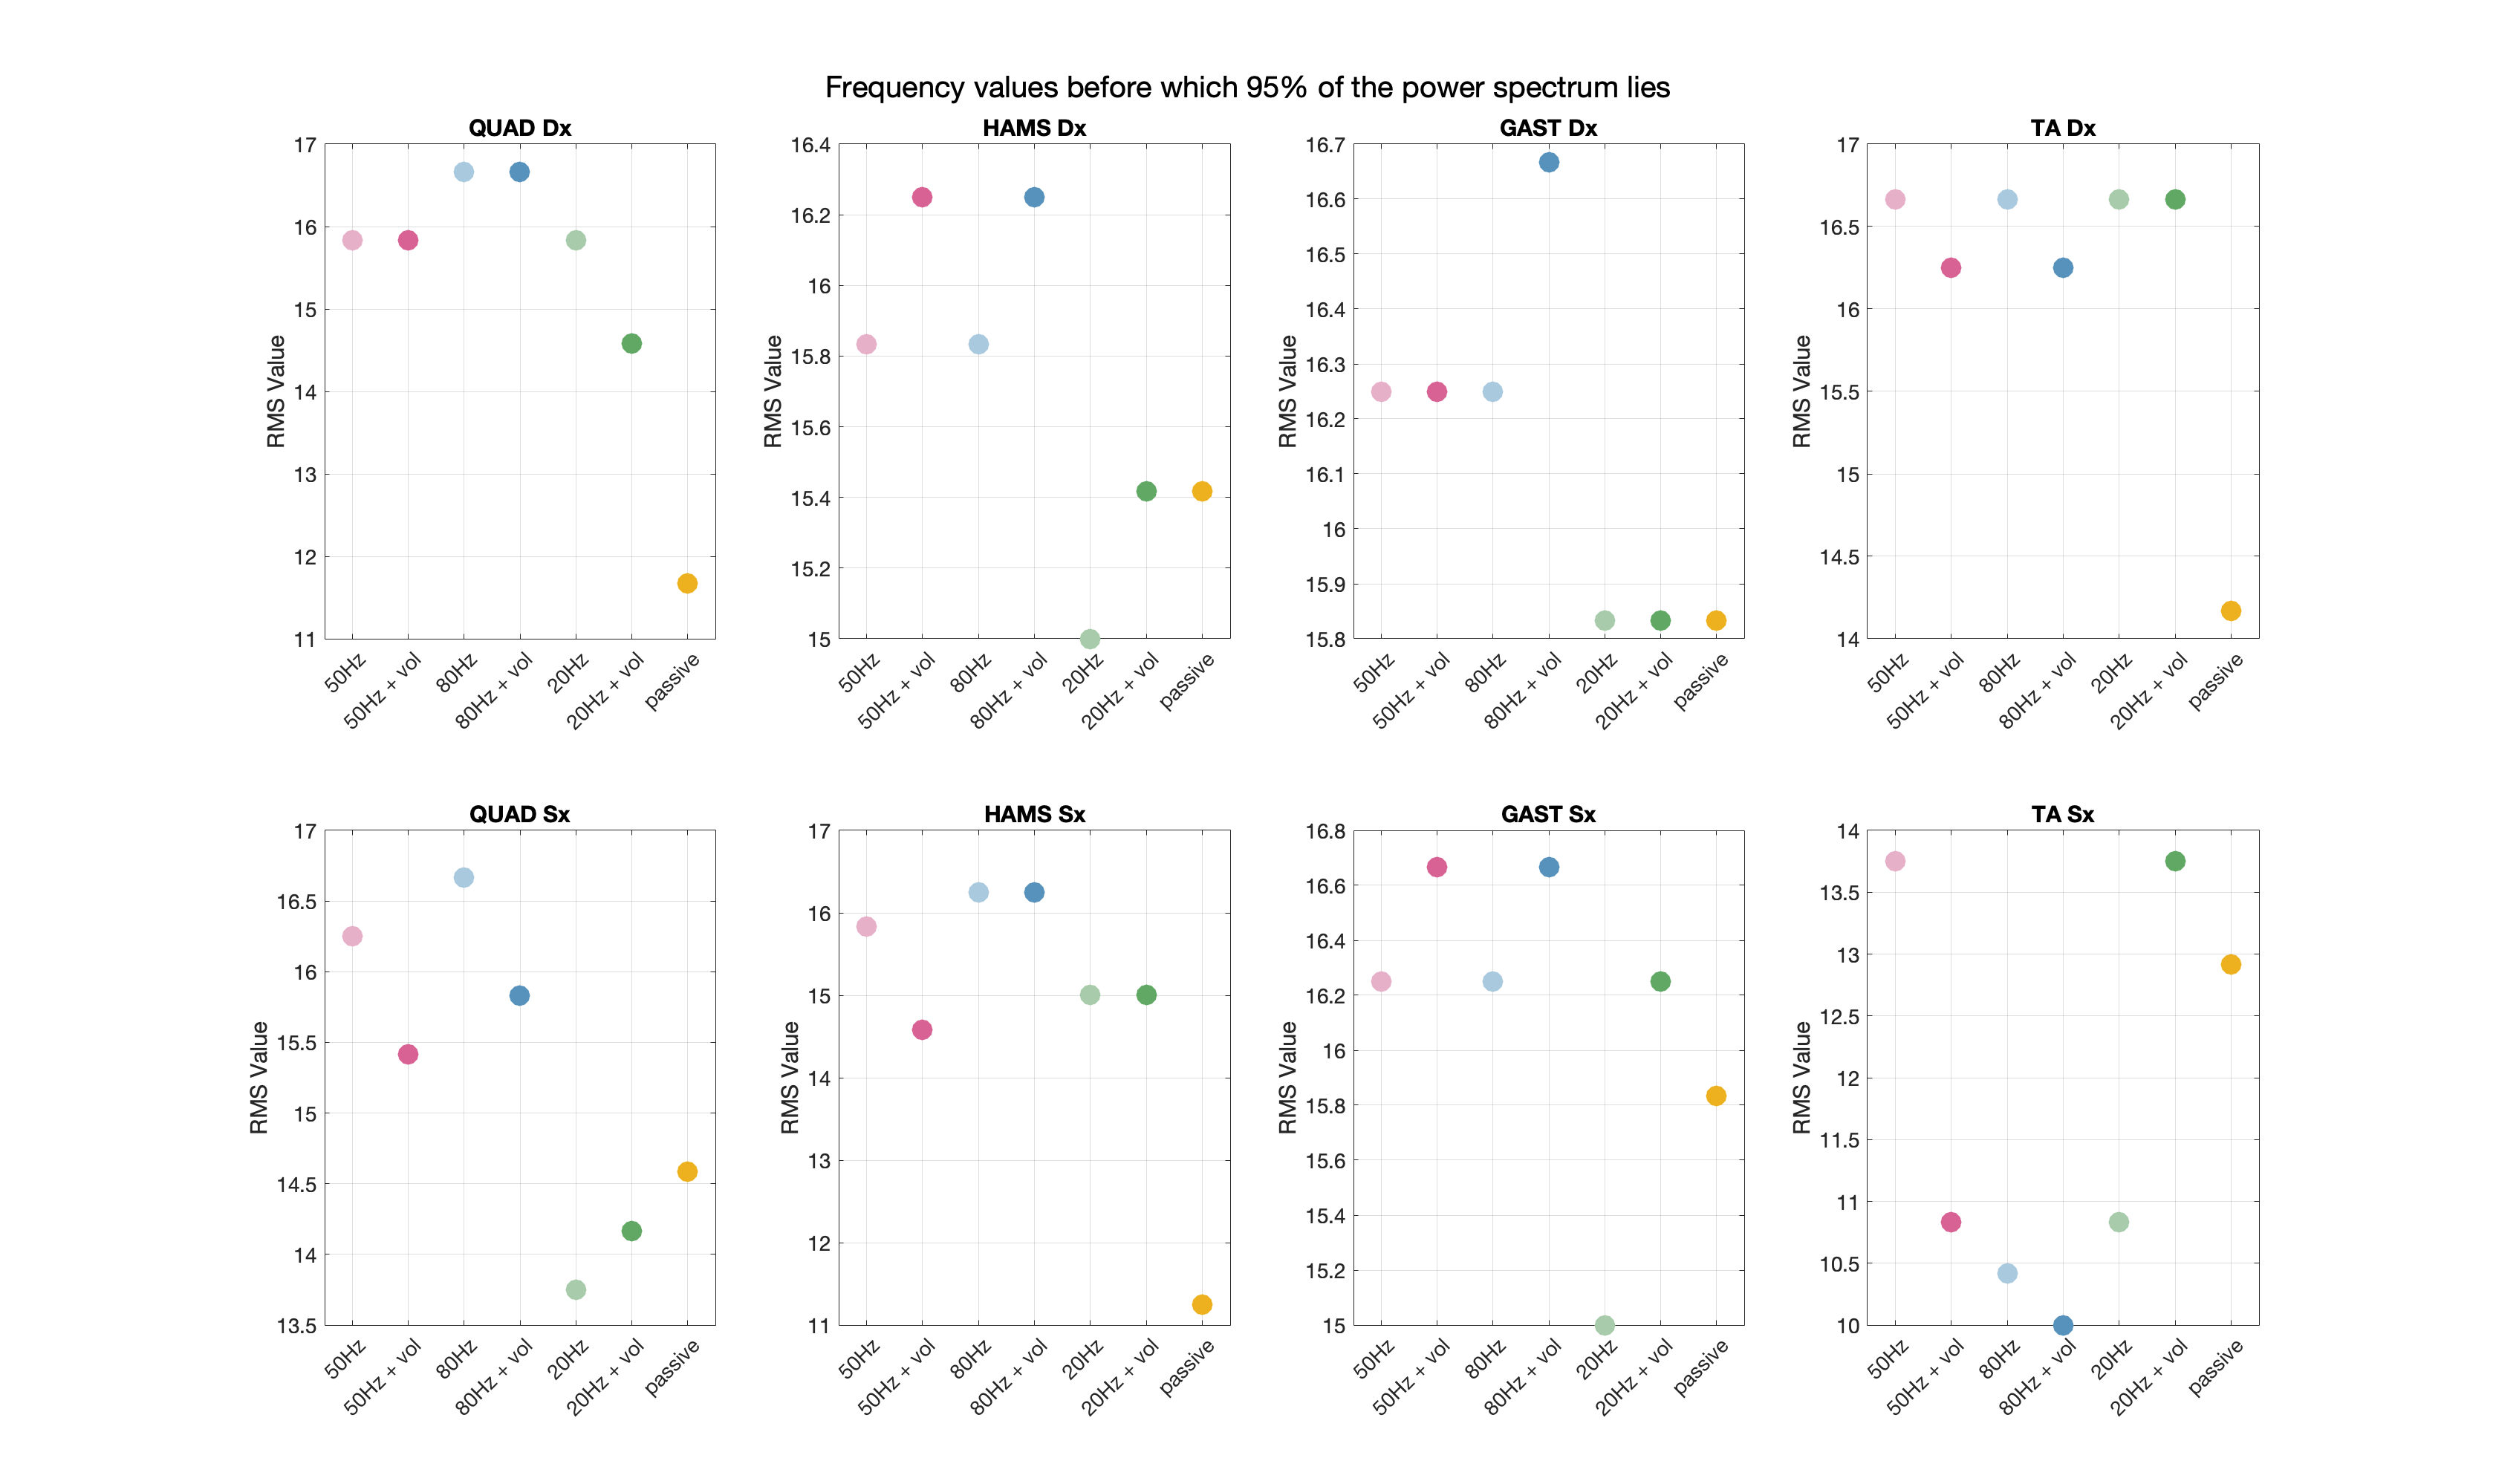 Frequency values before which 95% of the power spectrum lies
QUAD Dx
RMS Value
17
16
15
14
13
12
11
50Hz
50Hz + vol
80Hz
80Hz + vol
20Hz
20Hz + vol
passive
HAMS Dx
RMS Value
16.4
16.2
16
15.8
15.6
15.4
15.2
15
50Hz
50Hz + vol
80Hz
80Hz + vol
20Hz
20Hz + vol
passive
GAST Dx
RMS Value
16.7
16.6
16.5
16.4
16.3
16.2
16.1
16
15.9
15.8
50Hz
50Hz + vol
80Hz
80Hz + vol
20Hz
20Hz + vol
passive
TA Dx
RMS Value
17
16.5
16
15.5
15
14.5
14
50Hz
50Hz + vol
80Hz
80Hz + vol
20Hz
20Hz + vol
passive
QUAD Sx
RMS Value
17
16.5
16
15.5
15
14.5
14
13.5
50Hz
50Hz + vol
80Hz
80Hz + vol
20Hz
20Hz + vol
passive
HAMS Sx
RMS Value
17
16
15
14
13
12
11
50Hz
50Hz + vol
80Hz
80Hz + vol
20Hz
20Hz + vol
passive
GAST Sx
RMS Value
16.8
16.6
16.4
16.2
16
15.8
15.6
15.4
15.2
15
50Hz
50Hz + vol
80Hz
80Hz + vol
20Hz
20Hz + vol
passive
TA Sx
RMS Value
14
13.5
13
12.5
12
11.5
11
10.5
10
50Hz
50Hz + vol
80Hz
80Hz + vol
20Hz
20Hz + vol
passive